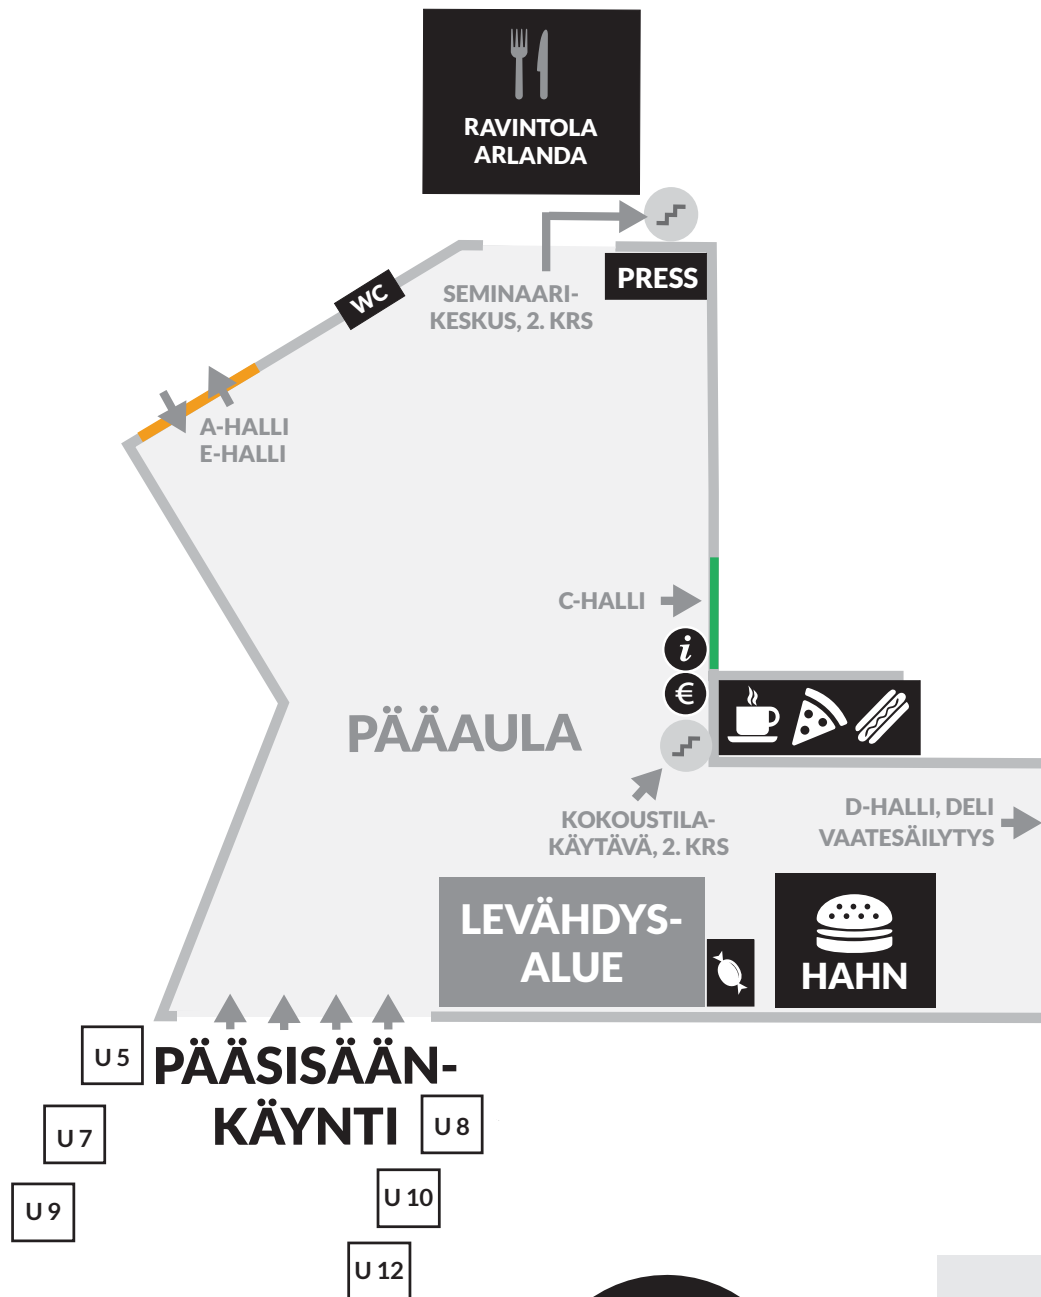 RAVINTOLA
ARLANDA
PRESS
WC
SEMINAARI-
KESKUS, 2. KRS
A-HALLI
E-HALLI
C-HALLI
i
€
PÄÄAULA
KOKOUSTILA-
KÄYTÄVÄ, 2. KRS
D-HALLI, DELI
VAATESÄILYTYS
LEVÄHDYS-
ALUE
HAHN
PÄÄSISÄÄN-
KÄYNTI
U 5
U 7
U 8
U 9
U 10
U 12